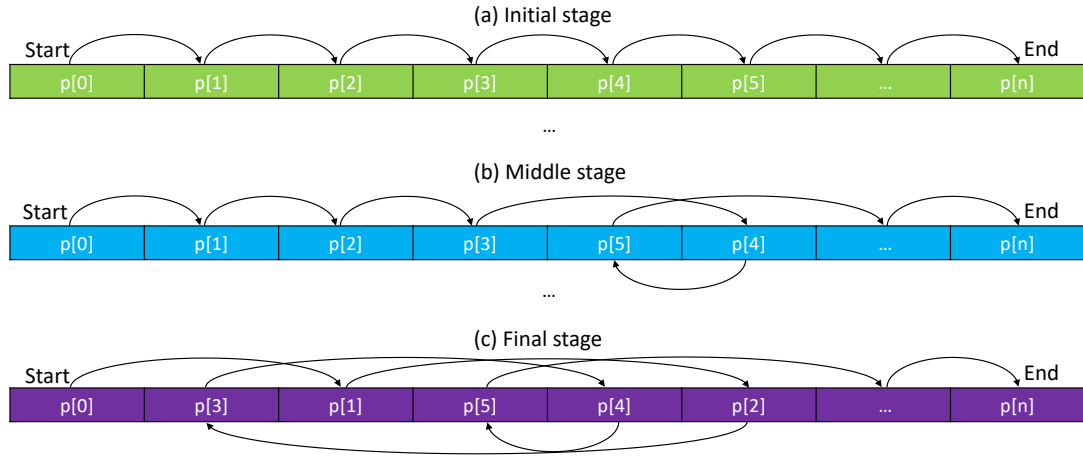 (a) Initial stage
Start End
p[0] p[1] p[2] p[3] p[4] p[5] ... p[n]
...
(b) Middle stage
Start End
p[0] p[1] p[2] p[3] p[5] p[4] ... p[n]
...
(c) Final stage
Start End
p[0] p[3] p[1] p[5] p[4] p[2] ... p[n]